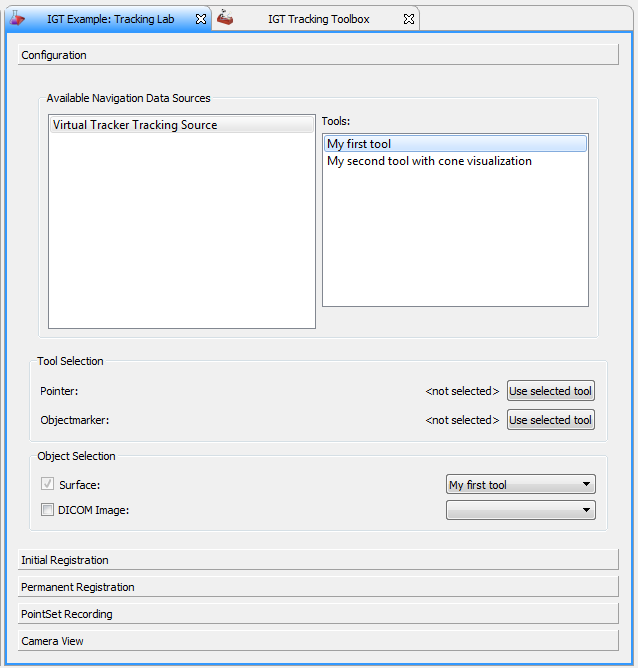 IGT Example: Tracking Lab
IGT Tracking Toolbox
Configuration
Available Navigation Data Sources
Virtual Tracker Tracking Source
Tools:
My first tool
My second tool with cone visualization
Tool Selection
Pointer: <not selected> Use selected tool
Objectmarker: <not selected> Use selected tool
Object Selection
Surface: My first tool
DICOM Image:
Initial Registration
Permanent Registration
PointSet Recording
Camera View